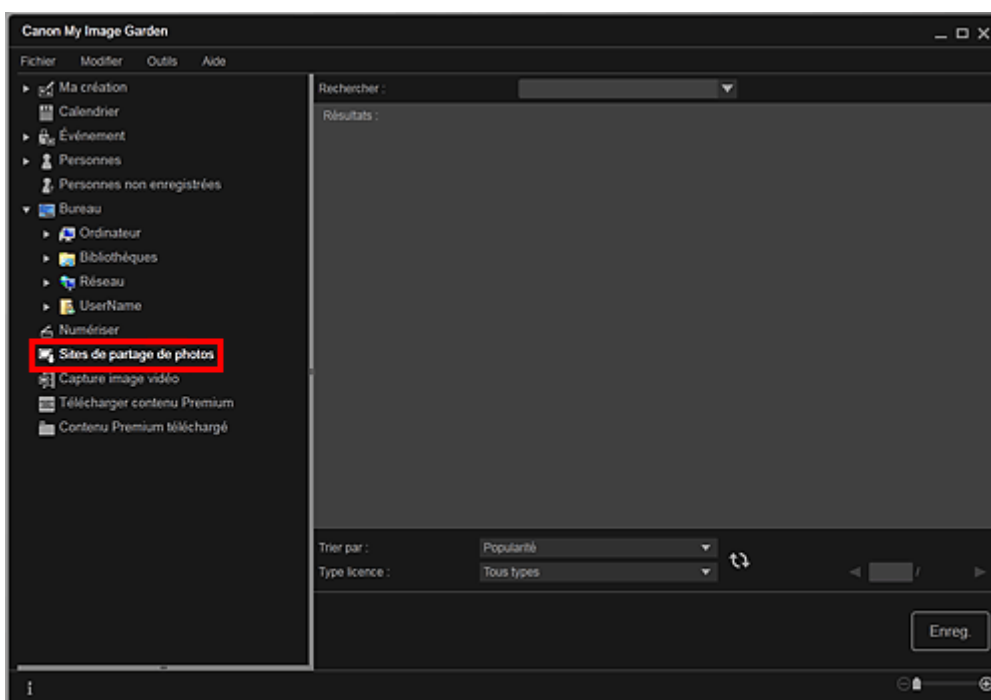 Canon My Image Garden
Fichier Modifier Outils Aide
Ma création
Calendrier
Événement
Personnes
Personnes non enregistrées
Bureau
Ordinateur
Bibliothèques
Réseau
UserName
Numériser
Sites de partage de photos
Capture image vidéo
Télécharger contenu Premium
Contenu Premium téléchargé
Rechercher :
Résultats :
Trier par : Popularité
Type licence : Tous types
/
Enreg.